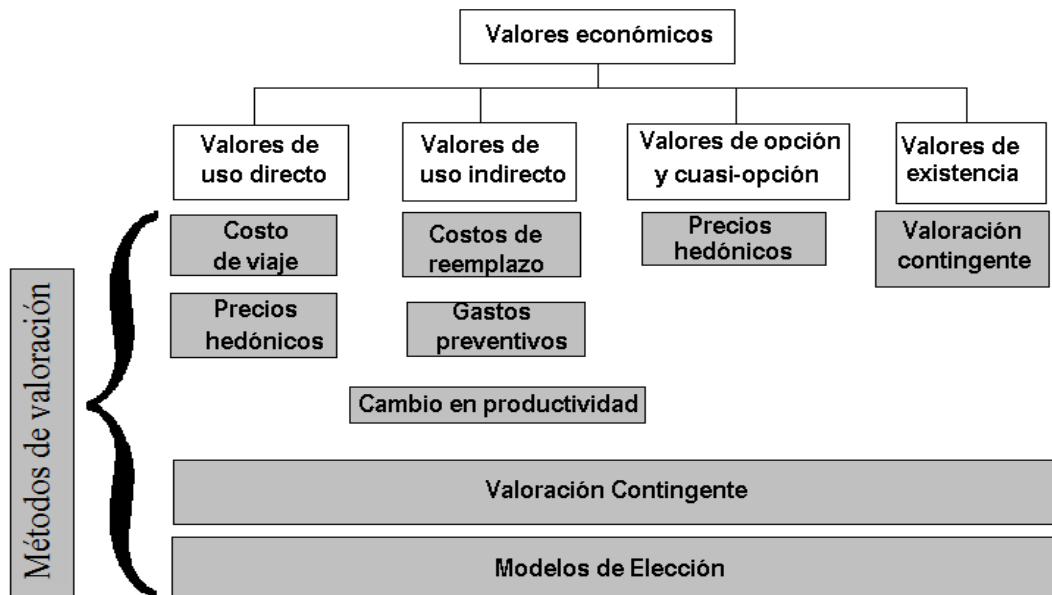 Valores económicos
Valores de
uso directo
Valores de
uso indirecto
Valores de opción
y cuasi-opción
Valores de
existencia
Métodos de valoración
Costo
de viaje
Costos de
reemplazo
Precios
hedónicos
Valoración
contingente
Precios
hedónicos
Gastos
preventivos
Cambio en productividad
Valoración Contingente
Modelos de Elección